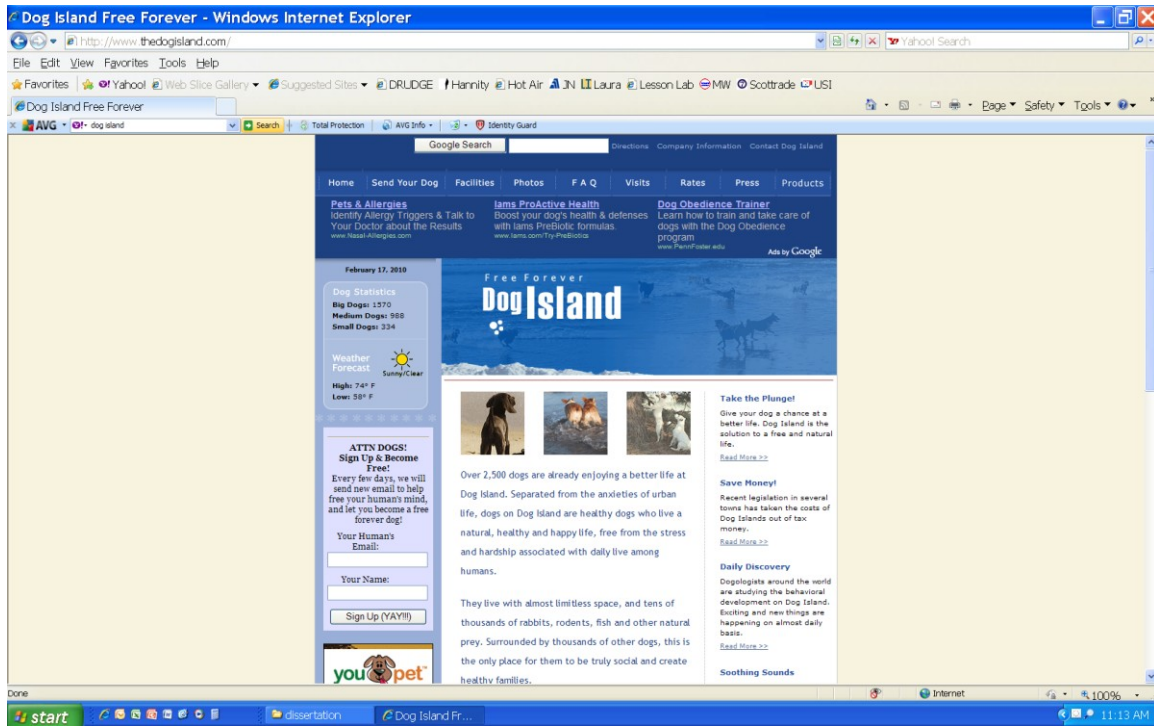 Dog Island Free Forever - Windows Internet Explorer
http://www.thedogisland.com/
Yahoo! Search
File Edit View Favorites Tools Help
Favorites Yahoo! Web Slice Gallery Suggested Sites DRUDGE Hannity Hot Air JN Laura Lesson Lab MW Scottrade USI
Dog Island Free Forever
Page Safety Tools
AVG dog island Search Total Protection AVG Info Identity Guard
Google Search Directions Company Information Contact Dog Island
Home Send Your Dog Facilities Photos F A Q Visits Rates Press Products
Pets & Allergies
Identify Allergy Triggers & Talk to
Your Doctor about the Results
www.Nasal-Allergies.com
Iams ProActive Health
Boost your dog's health & defenses
with Iams PreBiotic formulas.
www.Iams.com/Try-PreBiotics
Dog Obedience Trainer
Learn how to train and take care of
dogs with the Dog Obedience
program
www.PennFoster.edu
Ads by Google
February 17, 2010
Dog Statistics
Big Dogs: 1570
Medium Dogs: 988
Small Dogs: 334
Weather
Forecast
Sunny/Clear
High: 74° F
Low: 58° F
ATTN DOGS!
Sign Up & Become
Free!
Every few days, we will
send new email to help
free your human's mind,
and let you become a free
forever dog!
Your Human's
Email:
Your Name:
Sign Up (YAY!!!)
you pet
Free Forever
Dog Island
Over 2,500 dogs are already enjoying a better life at
Dog Island. Separated from the anxieties of urban
life, dogs on Dog Island are healthy dogs who live a
natural, healthy and happy life, free from the stress
and hardship associated with daily live among
humans.
They live with almost limitless space, and tens of
thousands of rabbits, rodents, fish and other natural
prey. Surrounded by thousands of other dogs, this is
the only place for them to be truly social and create
healthy families.
Take the Plunge!
Give your dog a chance at a
better life. Dog Island is the
solution to a free and natural
life.
Read More >>
Save Money!
Recent legislation in several
towns has taken the costs of
Dog Islands out of tax
money.
Read More >>
Daily Discovery
Dogologists around the world
are studying the behavioral
development on Dog Island.
Exciting and new things are
happening on almost daily
basis.
Read More >>
Soothing Sounds
Done Internet 100%
start dissertation Dog Island Fr... 11:13 AM